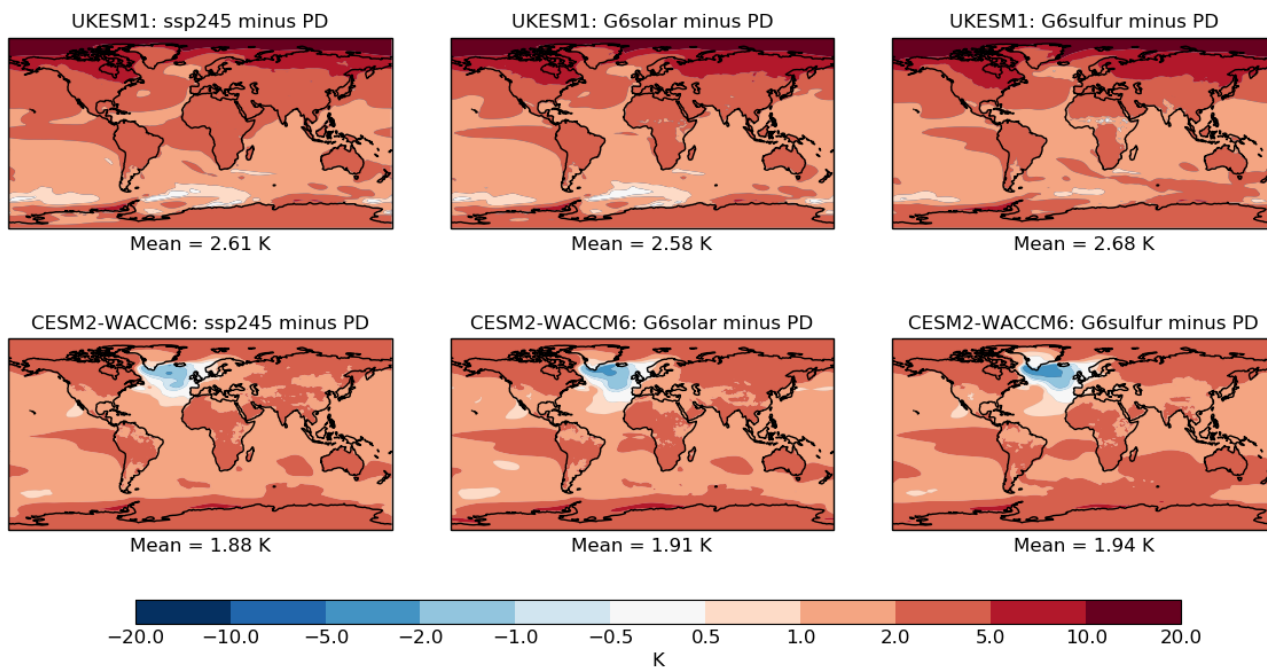 UKESM1: ssp245 minus PD
UKESM1: G6solar minus PD
UKESM1: G6sulfur minus PD
Mean = 2.61 K
Mean = 2.58 K
Mean = 2.68 K
CESM2-WACCM6: ssp245 minus PD
CESM2-WACCM6: G6solar minus PD
CESM2-WACCM6: G6sulfur minus PD
Mean = 1.88 K
Mean = 1.91 K
Mean = 1.94 K
−20.0 −10.0 −5.0 −2.0 −1.0 −0.5 0.5 1.0 2.0 5.0 10.0 20.0
K